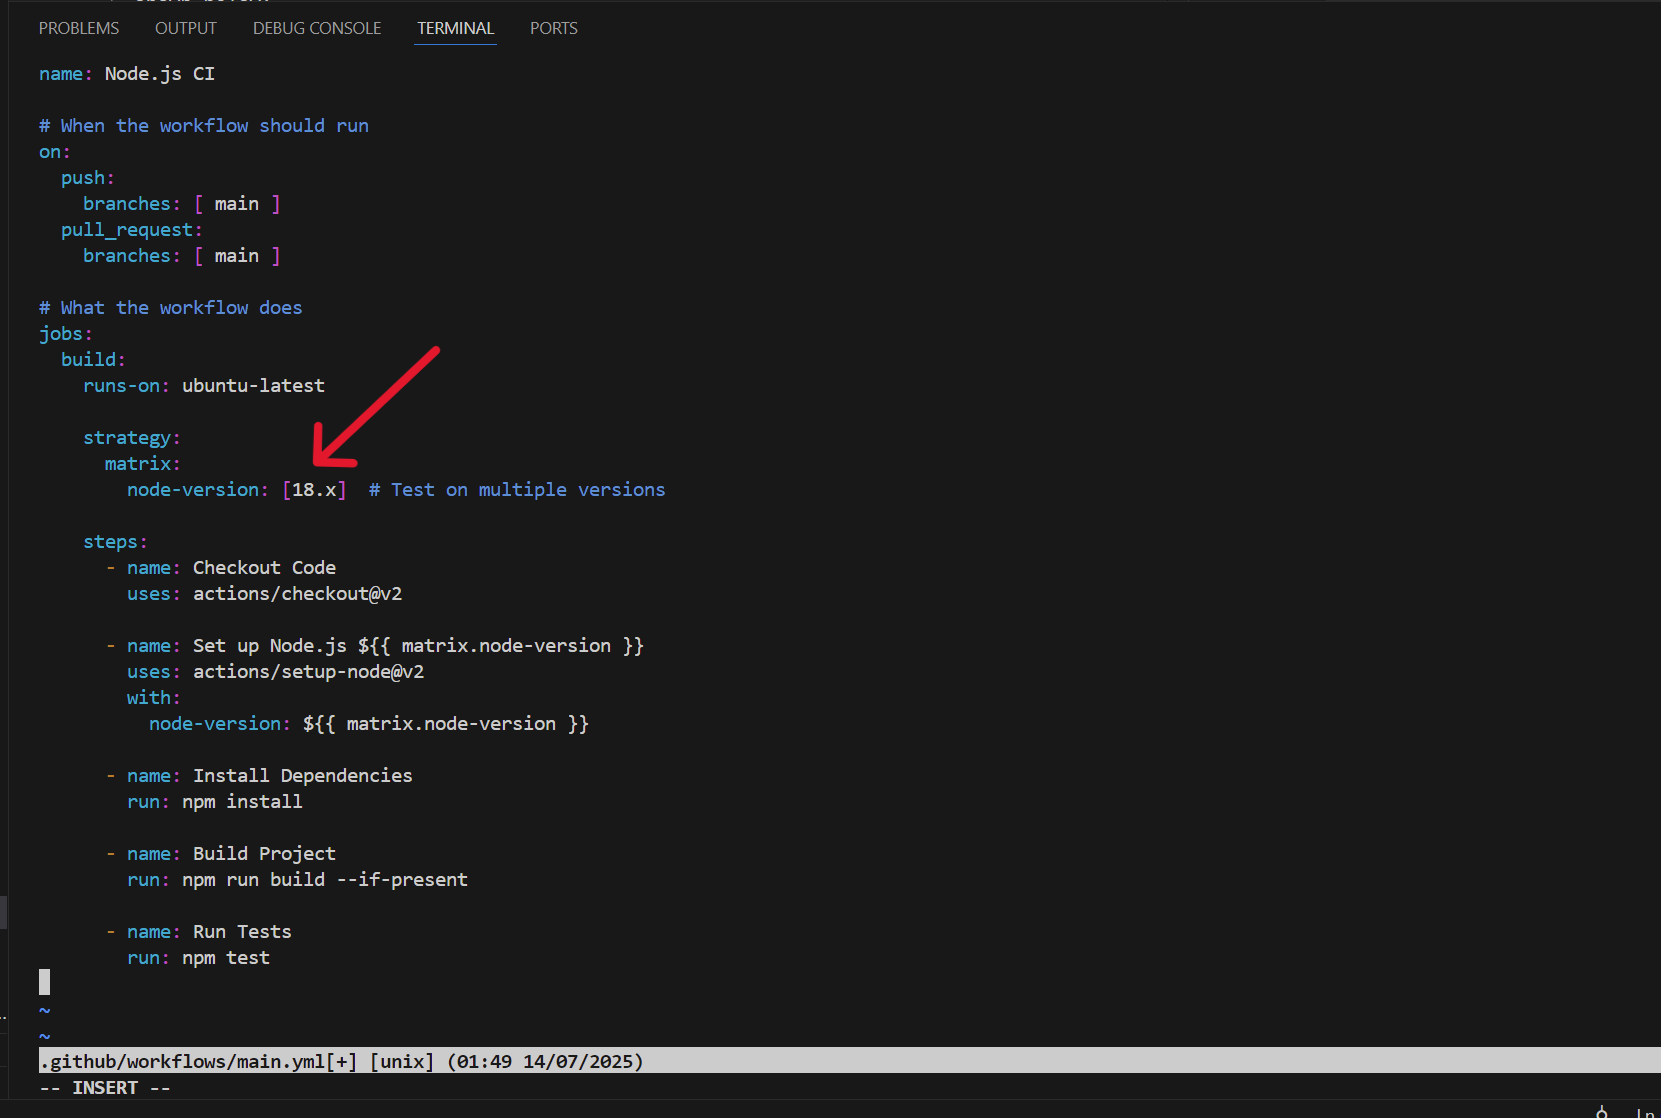 PROBLEMS OUTPUT DEBUG CONSOLE TERMINAL PORTS
name: Node.js CI
# When the workflow should run
on:
  push:
    branches: [ main ]
  pull_request:
    branches: [ main ]
# What the workflow does
jobs:
  build:
    runs-on: ubuntu-latest
    strategy:
      matrix:
        node-version: [18.x]  # Test on multiple versions
    steps:
      - name: Checkout Code
        uses: actions/checkout@v2
      - name: Set up Node.js ${{ matrix.node-version }}
        uses: actions/setup-node@v2
        with:
          node-version: ${{ matrix.node-version }}
      - name: Install Dependencies
        run: npm install
      - name: Build Project
        run: npm run build --if-present
      - name: Run Tests
        run: npm test
~
~
.github/workflows/main.yml[+] [unix] (01:49 14/07/2025)
-- INSERT --